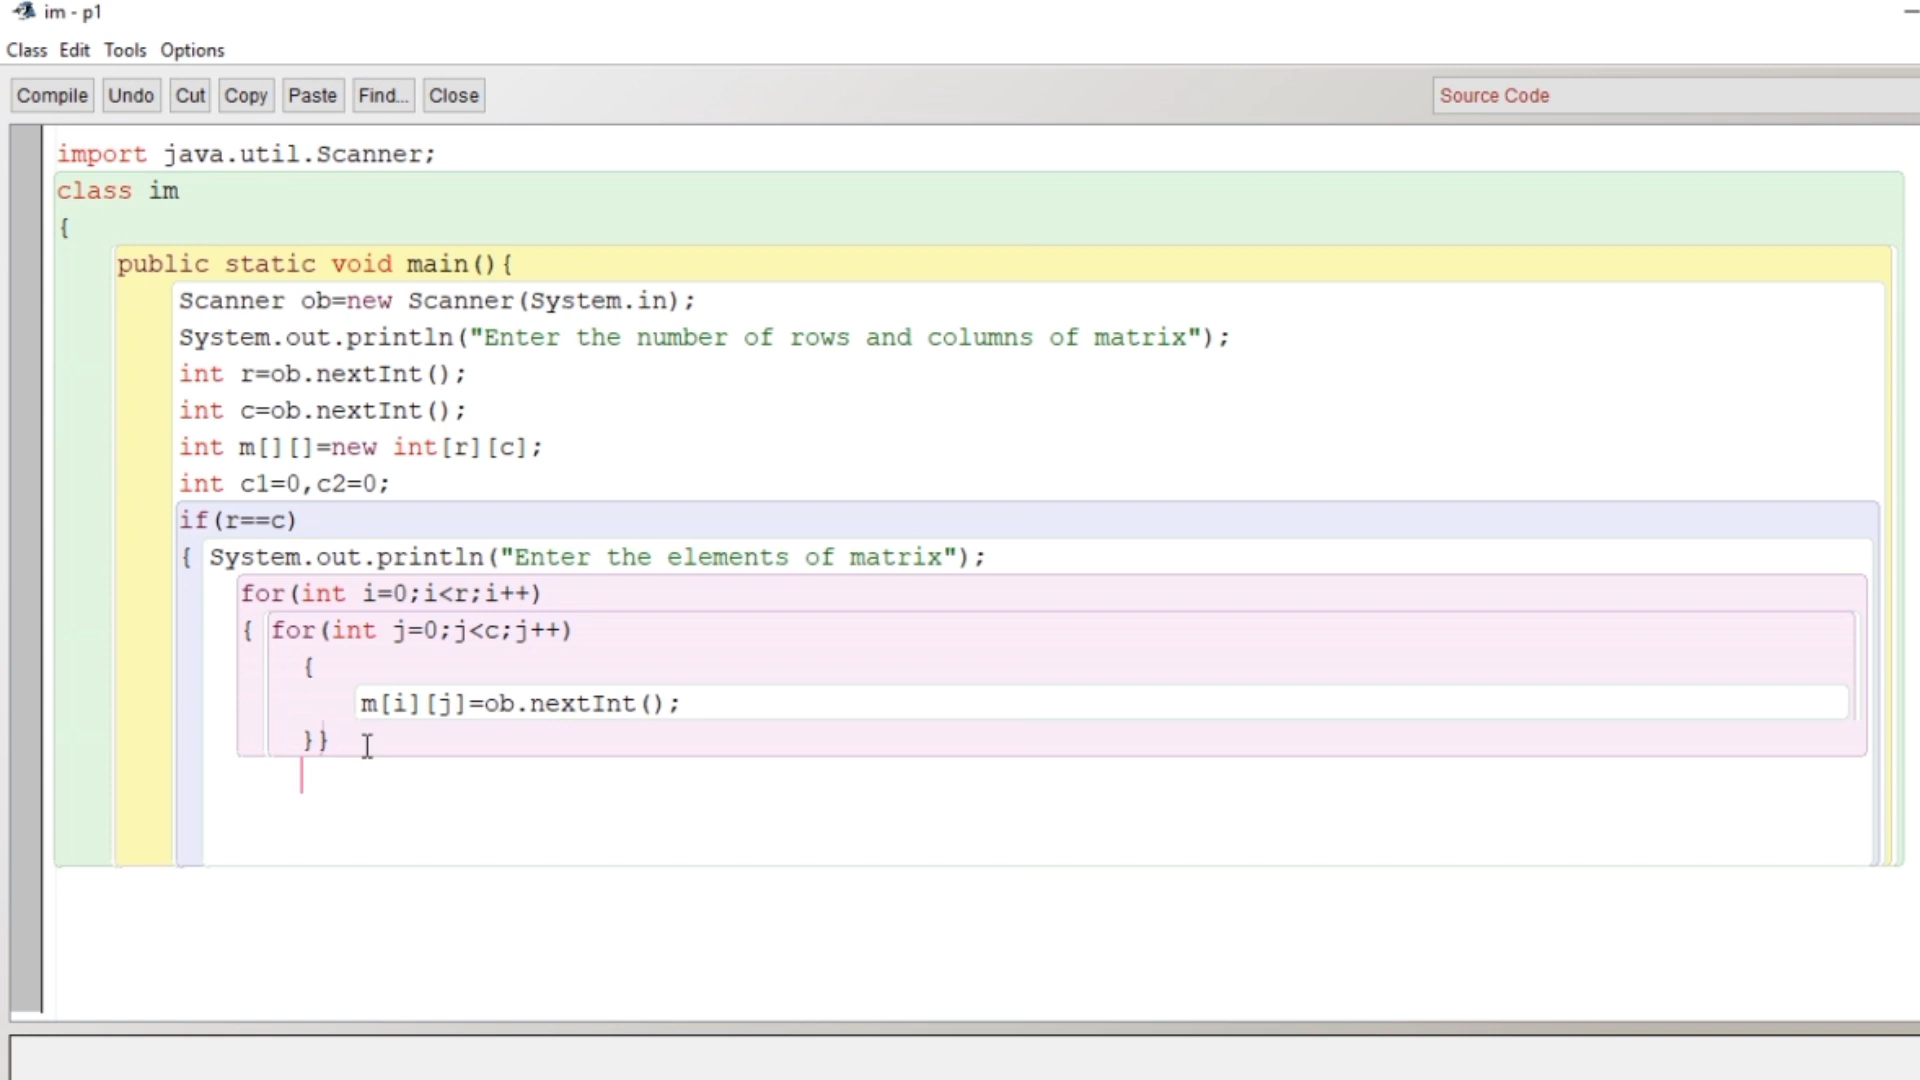 im - p1
Class Edit Tools Options
Compile Undo Cut Copy Paste Find... Close Source Code
import java.util.Scanner;
class im
{
public static void main(){
Scanner ob=new Scanner(System.in);
System.out.println("Enter the number of rows and columns of matrix");
int r=ob.nextInt();
int c=ob.nextInt();
int m[][]=new int[r][c];
int c1=0,c2=0;
if(r==c)
{ System.out.println("Enter the elements of matrix");
for(int i=0;i<r;i++)
{ for(int j=0;j<c;j++)
{
m[i][j]=ob.nextInt();
}}